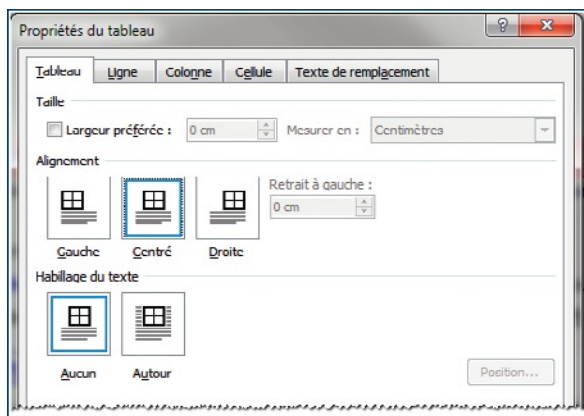 Propriétés du tableau
Tableau Ligne Colonne Cellule Texte de remplacement
Taille
Largeur préférée : 0 cm Mesurer en : Centimètres
Alignement
Retrait à gauche :
0 cm
Gauche Centré Droite
Habillage du texte
Aucun Autour
Position...